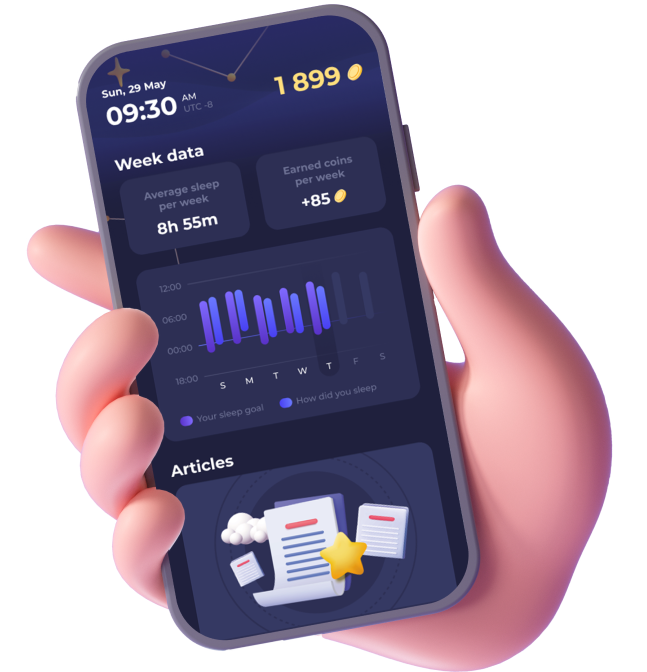 Sun, 29 May
09:30 AM
UTC -8
1 899
Week data
Average sleep
per week
8h 55m
Earned coins
per week
+85
12:00
06:00
00:00
18:00
S M T W T F S
Your sleep goal
How did you sleep
Articles